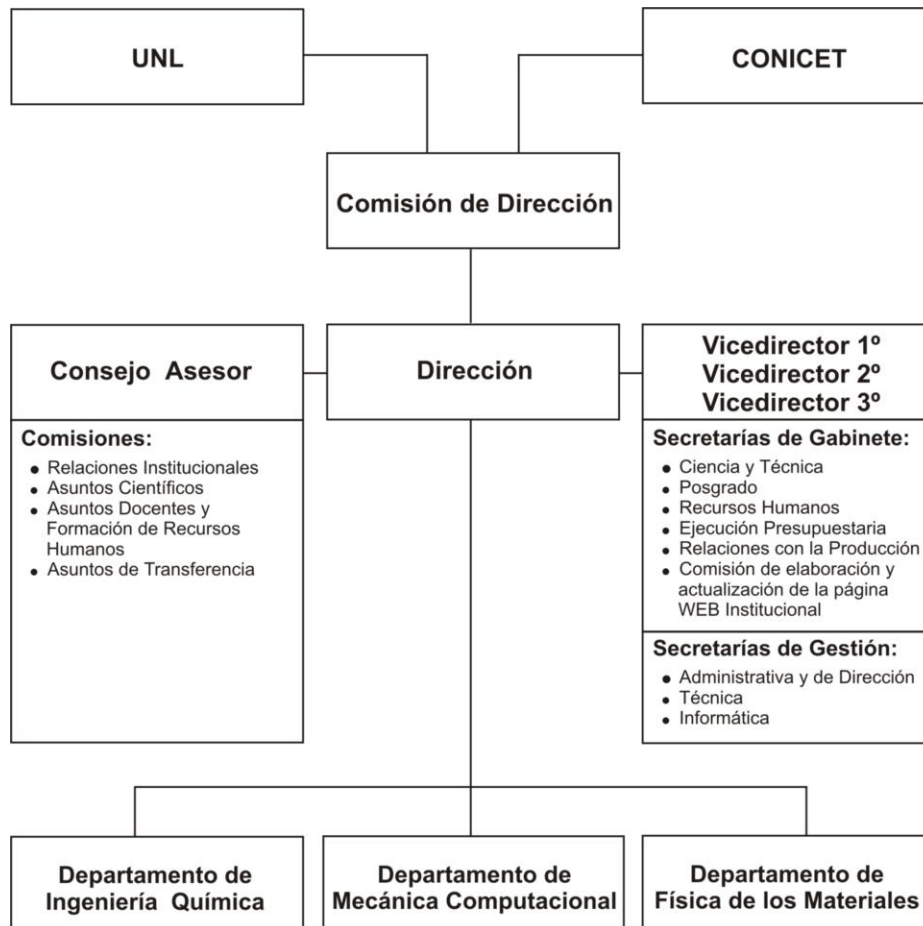 UNL
CONICET
Comisión de Dirección
Consejo Asesor
Comisiones:
● Relaciones Institucionales
● Asuntos Científicos
● Asuntos Docentes y
Formación de Recursos
Humanos
● Asuntos de Transferencia
Dirección
Vicedirector 1º
Vicedirector 2º
Vicedirector 3º
Secretarías de Gabinete:
● Ciencia y Técnica
● Posgrado
● Recursos Humanos
● Ejecución Presupuestaria
● Relaciones con la Producción
● Comisión de elaboración y
actualización de la página
WEB Institucional
Secretarías de Gestión:
● Administrativa y de Dirección
● Técnica
● Informática
Departamento de
Ingeniería Química
Departamento de
Mecánica Computacional
Departamento de
Física de los Materiales